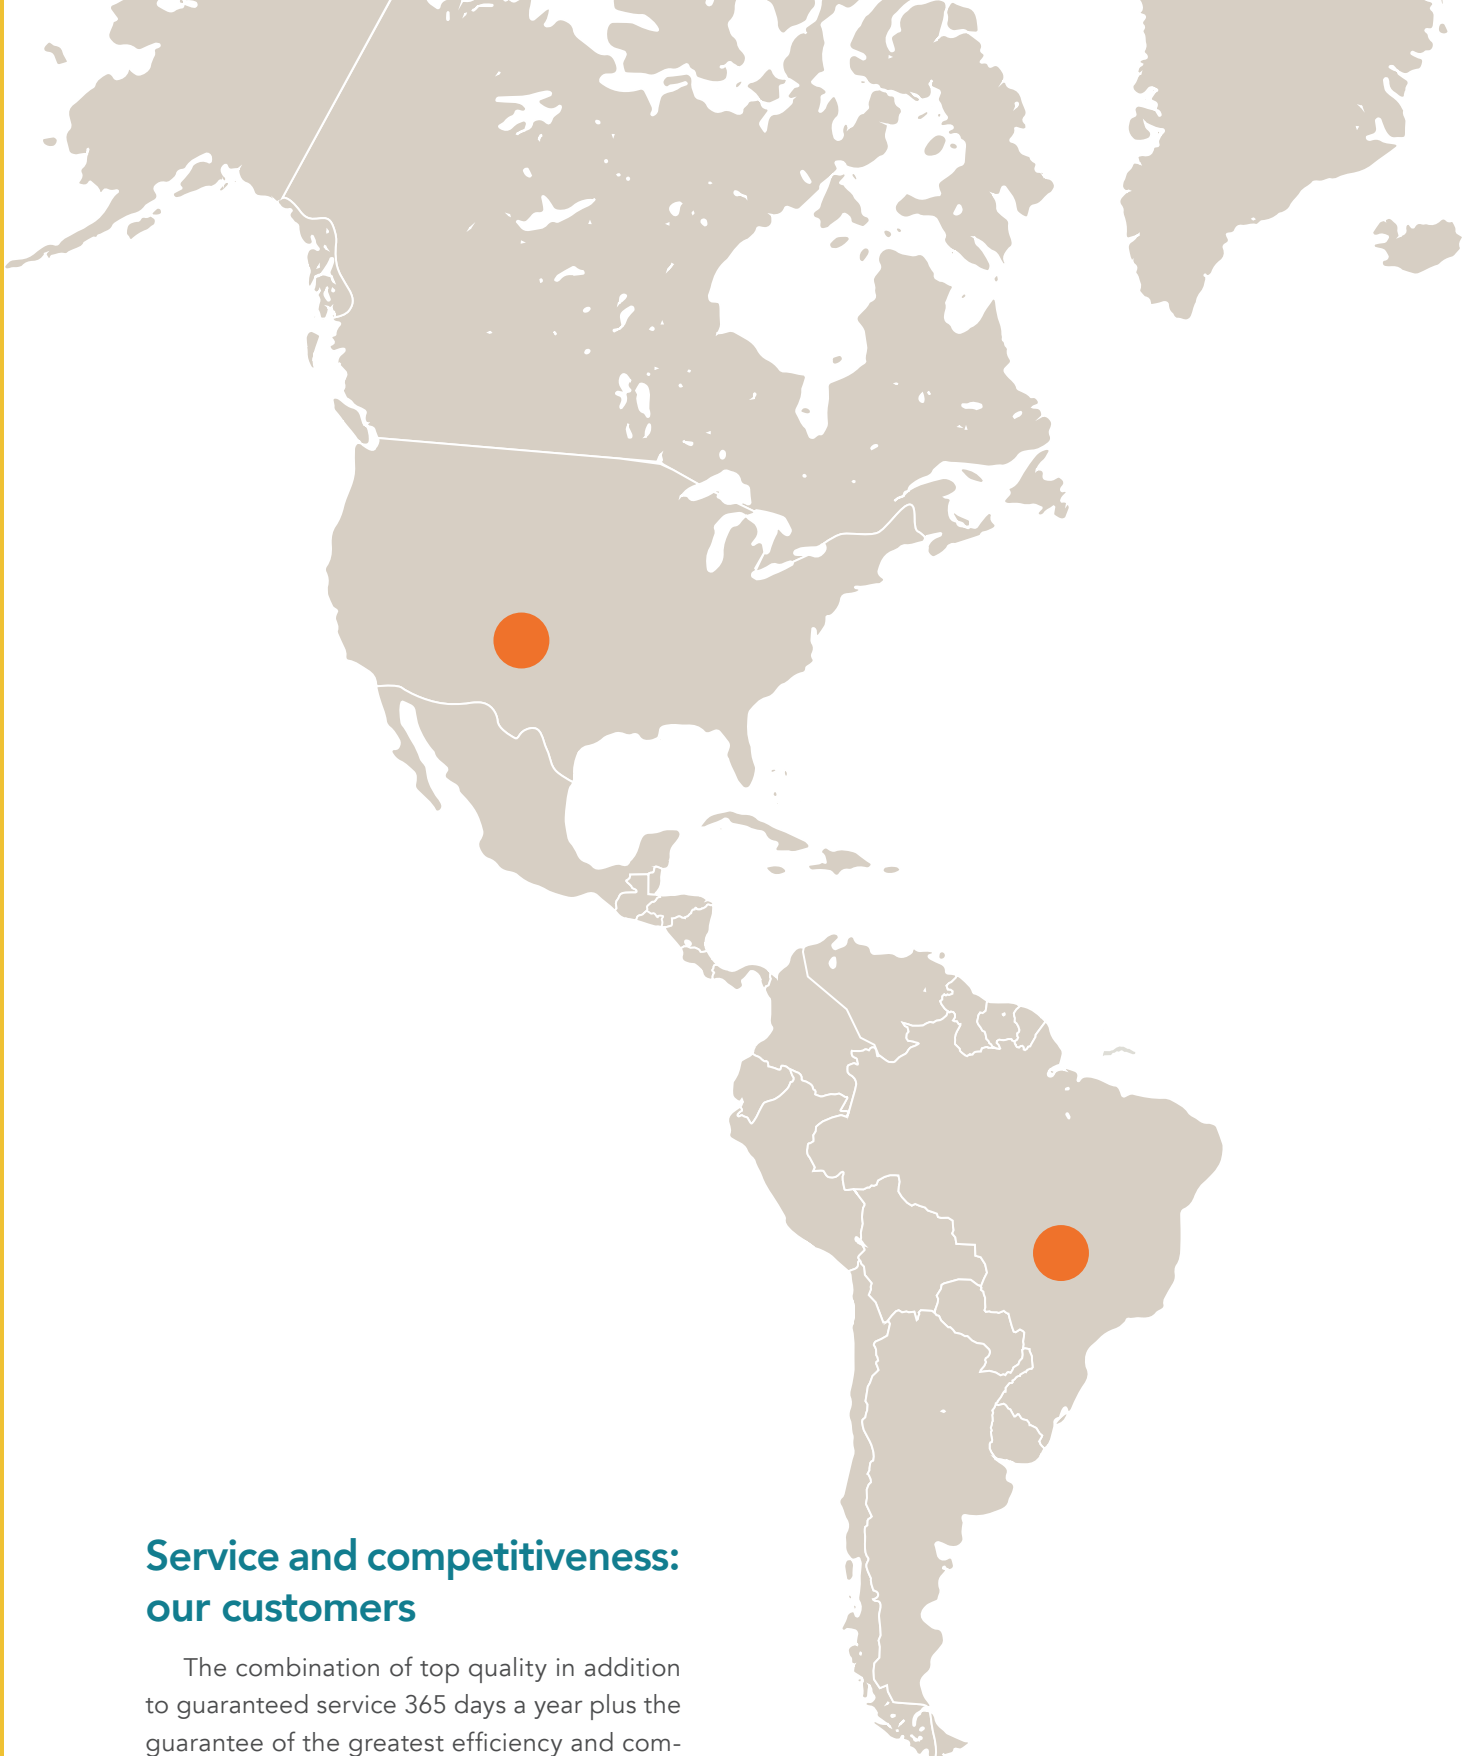 Service and competitiveness:
our customers
The combination of top quality in addition
to guaranteed service 365 days a year plus the
guarantee of the greatest efficiency and com-